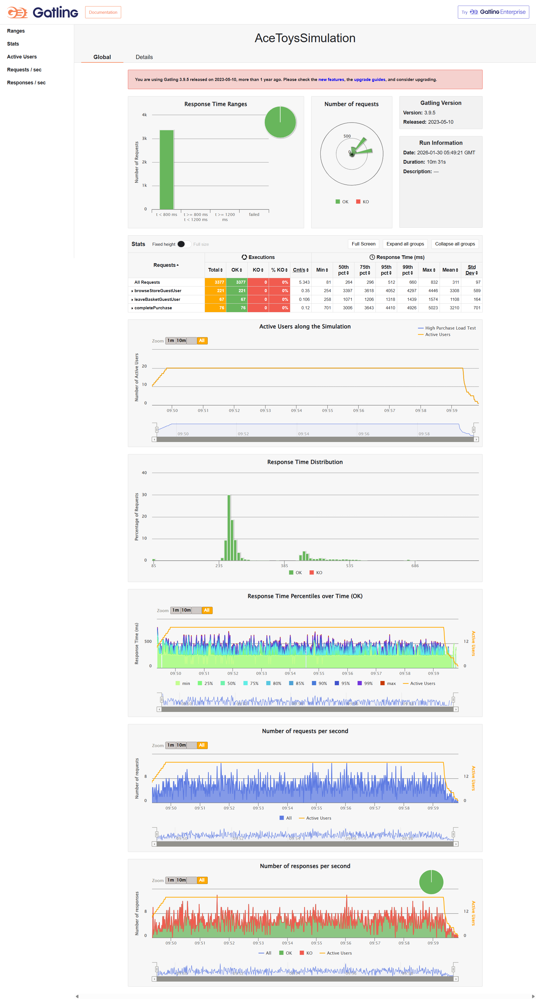 Gatling
Documentation
Try Gatling Enterprise
Ranges
Stats
Active Users
Requests / sec
Responses / sec
AceToysSimulation
Global Details
You are using Gatling 3.9.5 released on 2023-05-10, more than 1 year ago. Please check the new features, the upgrade guides, and consider upgrading.
Response Time Ranges
Number of Requests
4k
3k
2k
1k
0
t < 800 ms
t >= 800 ms
t < 1200 ms
t >= 1200
ms
failed
Number of requests
500
0
OK KO
Gatling Version
Version: 3.9.5
Released: 2023-05-10
Run Information
Date: 2026-01-30 05:49:21 GMT
Duration: 10m 31s
Description: —
Stats Fixed height Full size Full Screen Expand all groups Collapse all groups
Requests Executions Response Time (ms)
Total OK KO % KO Cnt/s Min 50th pct 75th pct 95th pct 99th pct Max Mean Std Dev
All Requests 3377 3377 0 0% 5.343 81 264 296 512 660 832 311 97
browseStoreGuestUser 221 221 0 0% 0.35 254 3397 3618 4052 4297 4446 3308 589
leaveBasketGuestUser 67 67 0 0% 0.106 258 1071 1206 1318 1439 1574 1108 164
completePurchase 76 76 0 0% 0.12 701 3006 3643 4410 4926 5023 3210 701
Active Users along the Simulation
High Purchase Load Test
Active Users
Zoom 1m 10m All
Number of Active Users
20
10
0
09:50 09:51 09:52 09:53 09:54 09:55 09:56 09:57 09:58 09:59
09:50 09:52 09:54 09:56 09:58
Response Time Distribution
Percentage of Requests
40
30
20
10
0
85 235 385 535 686
OK KO
Response Time Percentiles over Time (OK)
Zoom 1m 10m All
Response Time (ms)
500
0
12
0
Active Users
09:50 09:51 09:52 09:53 09:54 09:55 09:56 09:57 09:58 09:59
min 25% 50% 75% 80% 85% 90% 95% 99% max Active Users
09:50 09:52 09:54 09:56 09:58
Number of requests per second
Zoom 1m 10m All
Number of requests
8
0
12
0
Active Users
09:50 09:51 09:52 09:53 09:54 09:55 09:56 09:57 09:58 09:59
All Active Users
09:50 09:52 09:54 09:56 09:58
Number of responses per second
Zoom 1m 10m All
Number of responses
8
0
12
0
Active Users
09:50 09:51 09:52 09:53 09:54 09:55 09:56 09:57 09:58 09:59
All OK KO Active Users
09:50 09:52 09:54 09:56 09:58